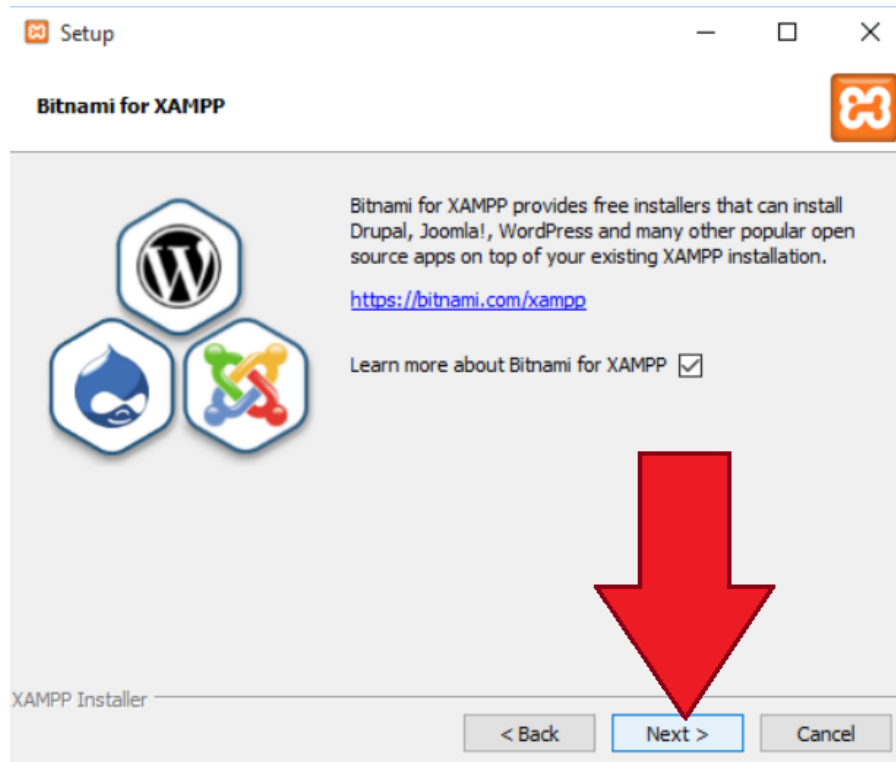 Setup
Bitnami for XAMPP
Bitnami for XAMPP provides free installers that can install
Drupal, Joomla!, WordPress and many other popular open
source apps on top of your existing XAMPP installation.
https://bitnami.com/xampp
Learn more about Bitnami for XAMPP
XAMPP Installer
< Back
Next >
Cancel